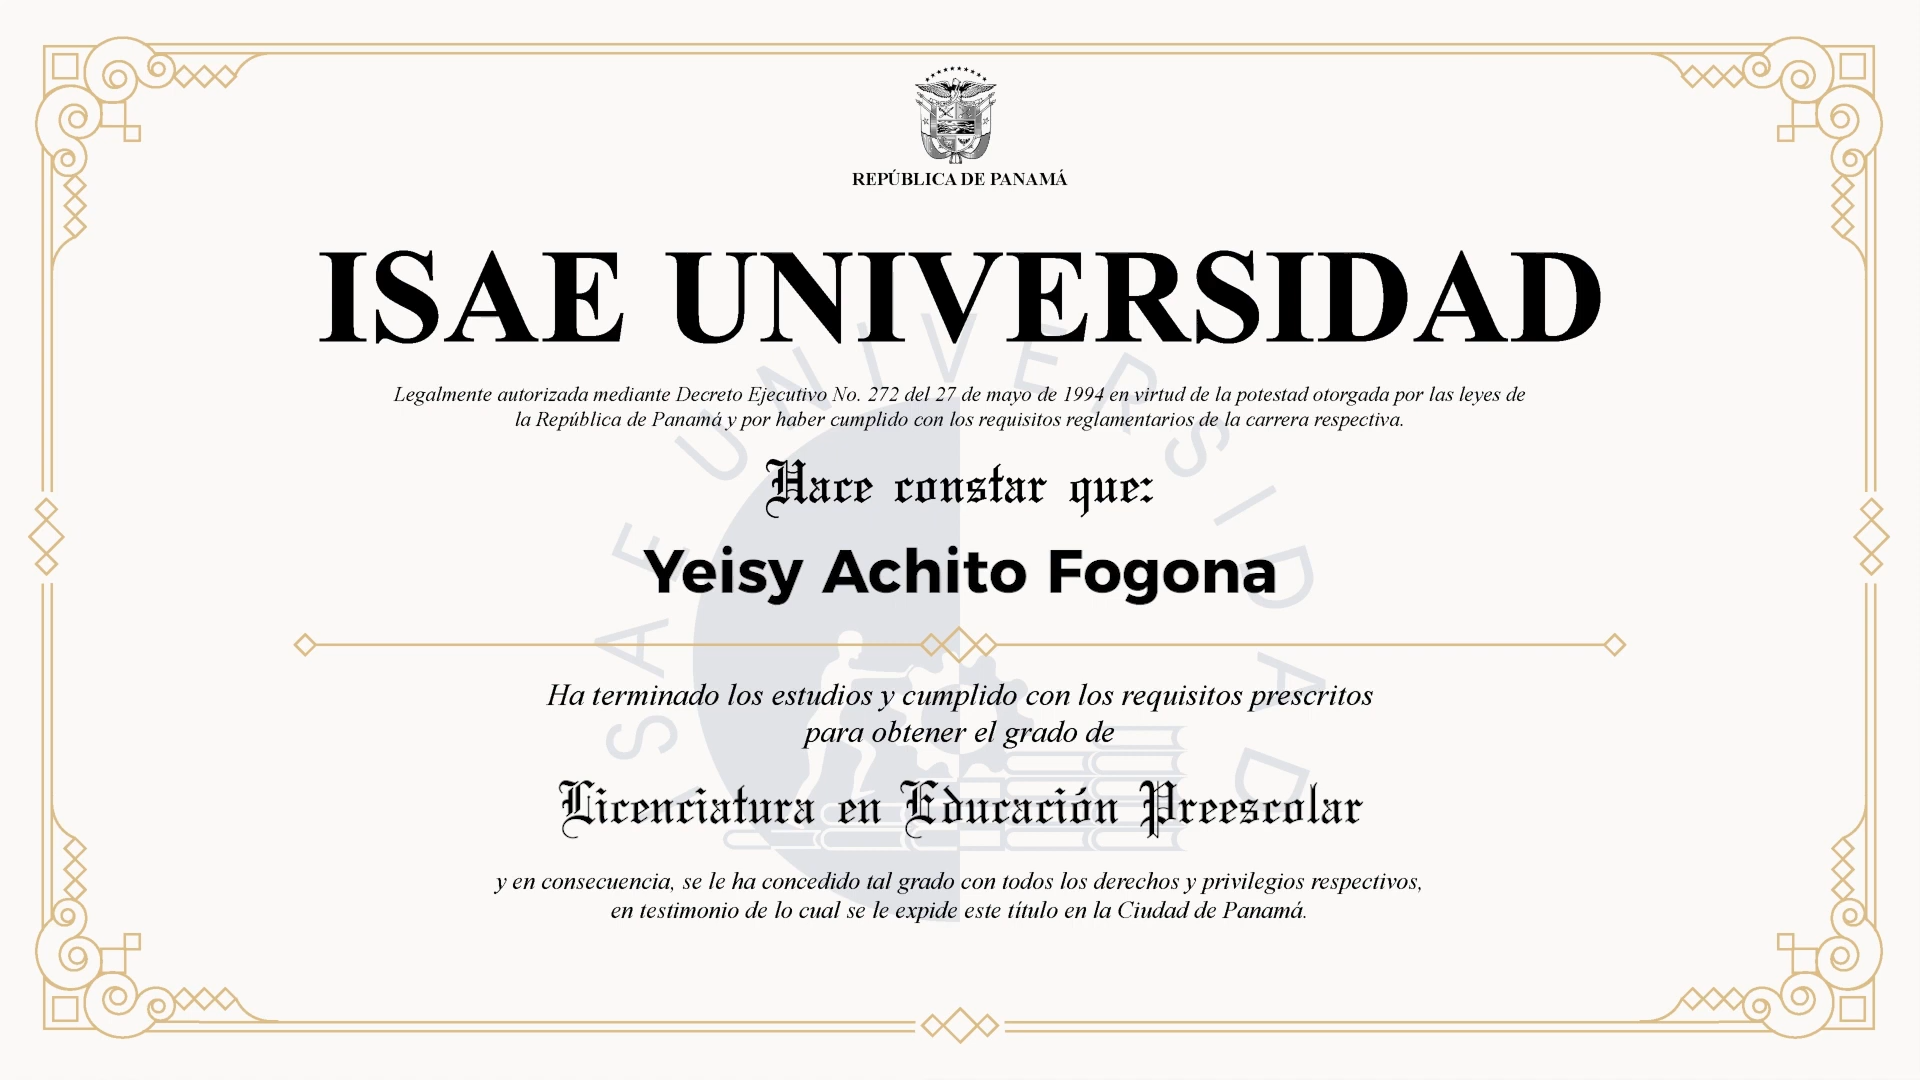 REPÚBLICA DE PANAMÁ
ISAE UNIVERSIDAD
Legalmente autorizada mediante Decreto Ejecutivo No. 272 del 27 de mayo de 1994 en virtud de la potestad otorgada por las leyes de
la República de Panamá y por haber cumplido con los requisitos reglamentarios de la carrera respectiva.
Hace constar que:
Yeisy Achito Fogona
Ha terminado los estudios y cumplido con los requisitos prescritos
para obtener el grado de
Licenciatura en Educación Preescolar
y en consecuencia, se le ha concedido tal grado con todos los derechos y privilegios respectivos,
en testimonio de lo cual se le expide este título en la Ciudad de Panamá.
ISAE UNIVERSIDAD